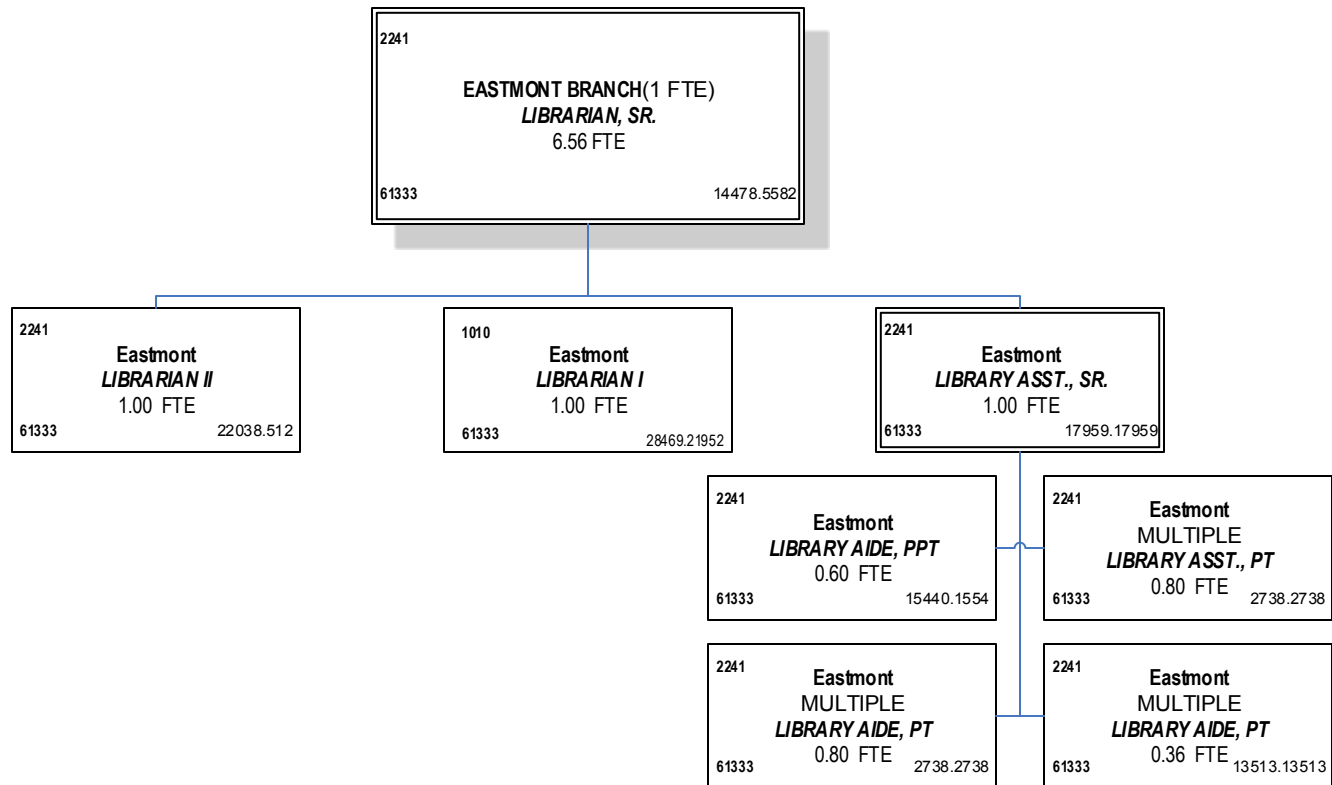 2241
EASTMONT BRANCH(1 FTE)
LIBRARIAN, SR.
6.56 FTE
61333 14478.5582
2241
Eastmont
LIBRARIAN II
1.00 FTE
61333 22038.512
1010
Eastmont
LIBRARIAN I
1.00 FTE
61333 28469.21952
2241
Eastmont
LIBRARY ASST., SR.
1.00 FTE
61333 17959.17959
2241
Eastmont
LIBRARY AIDE, PPT
0.60 FTE
61333 15440.1554
2241
Eastmont
MULTIPLE
LIBRARY ASST., PT
0.80 FTE
61333 2738.2738
2241
Eastmont
MULTIPLE
LIBRARY AIDE, PT
0.80 FTE
61333 2738.2738
2241
Eastmont
MULTIPLE
LIBRARY AIDE, PT
0.36 FTE
61333 13513.13513